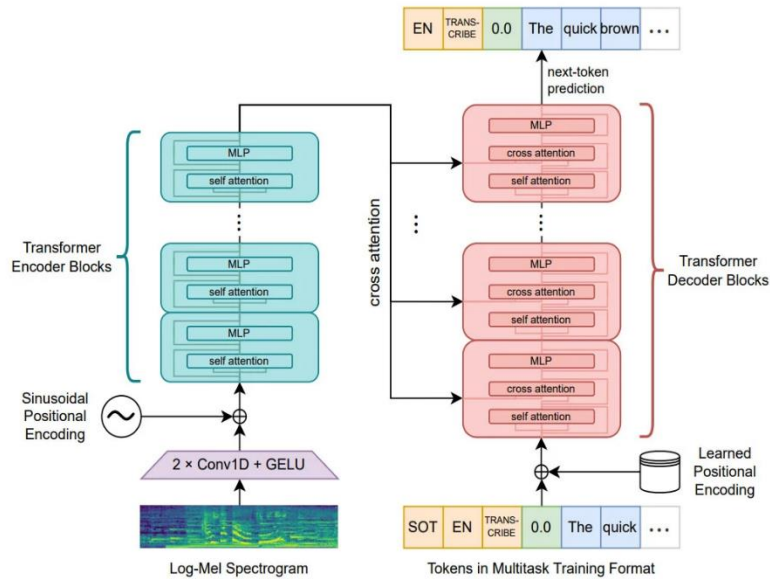 EN TRANS-CRIBE 0.0 The quick brown ...
next-token
prediction
MLP
self attention
MLP
self attention
MLP
self attention
Transformer
Encoder Blocks
Sinusoidal
Positional
Encoding
2 × Conv1D + GELU
Log-Mel Spectrogram
cross attention
MLP
cross attention
self attention
MLP
cross attention
self attention
MLP
cross attention
self attention
Transformer
Decoder Blocks
Learned
Positional
Encoding
SOT EN TRANS-CRIBE 0.0 The quick ...
Tokens in Multitask Training Format